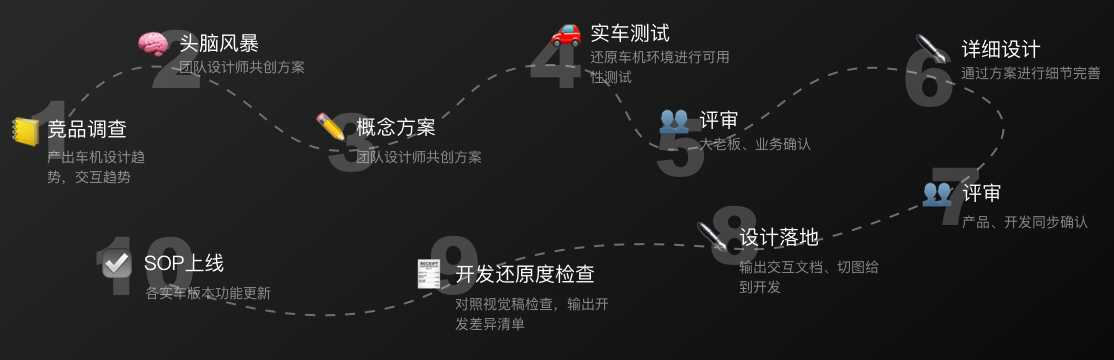 1
竞品调查
产出车机设计趋
势，交互趋势
2
头脑风暴
团队设计师共创方案
3
概念方案
团队设计师共创方案
4
实车测试
还原车机环境进行可用
性测试
5
评审
大老板、业务确认
6
详细设计
通过方案进行细节完善
7
评审
产品、开发同步确认
8
设计落地
输出交互文档、切图给
到开发
9
RECEIPT
开发还原度检查
对照视觉稿检查，输出开
发差异清单
10
SOP上线
各实车版本功能更新